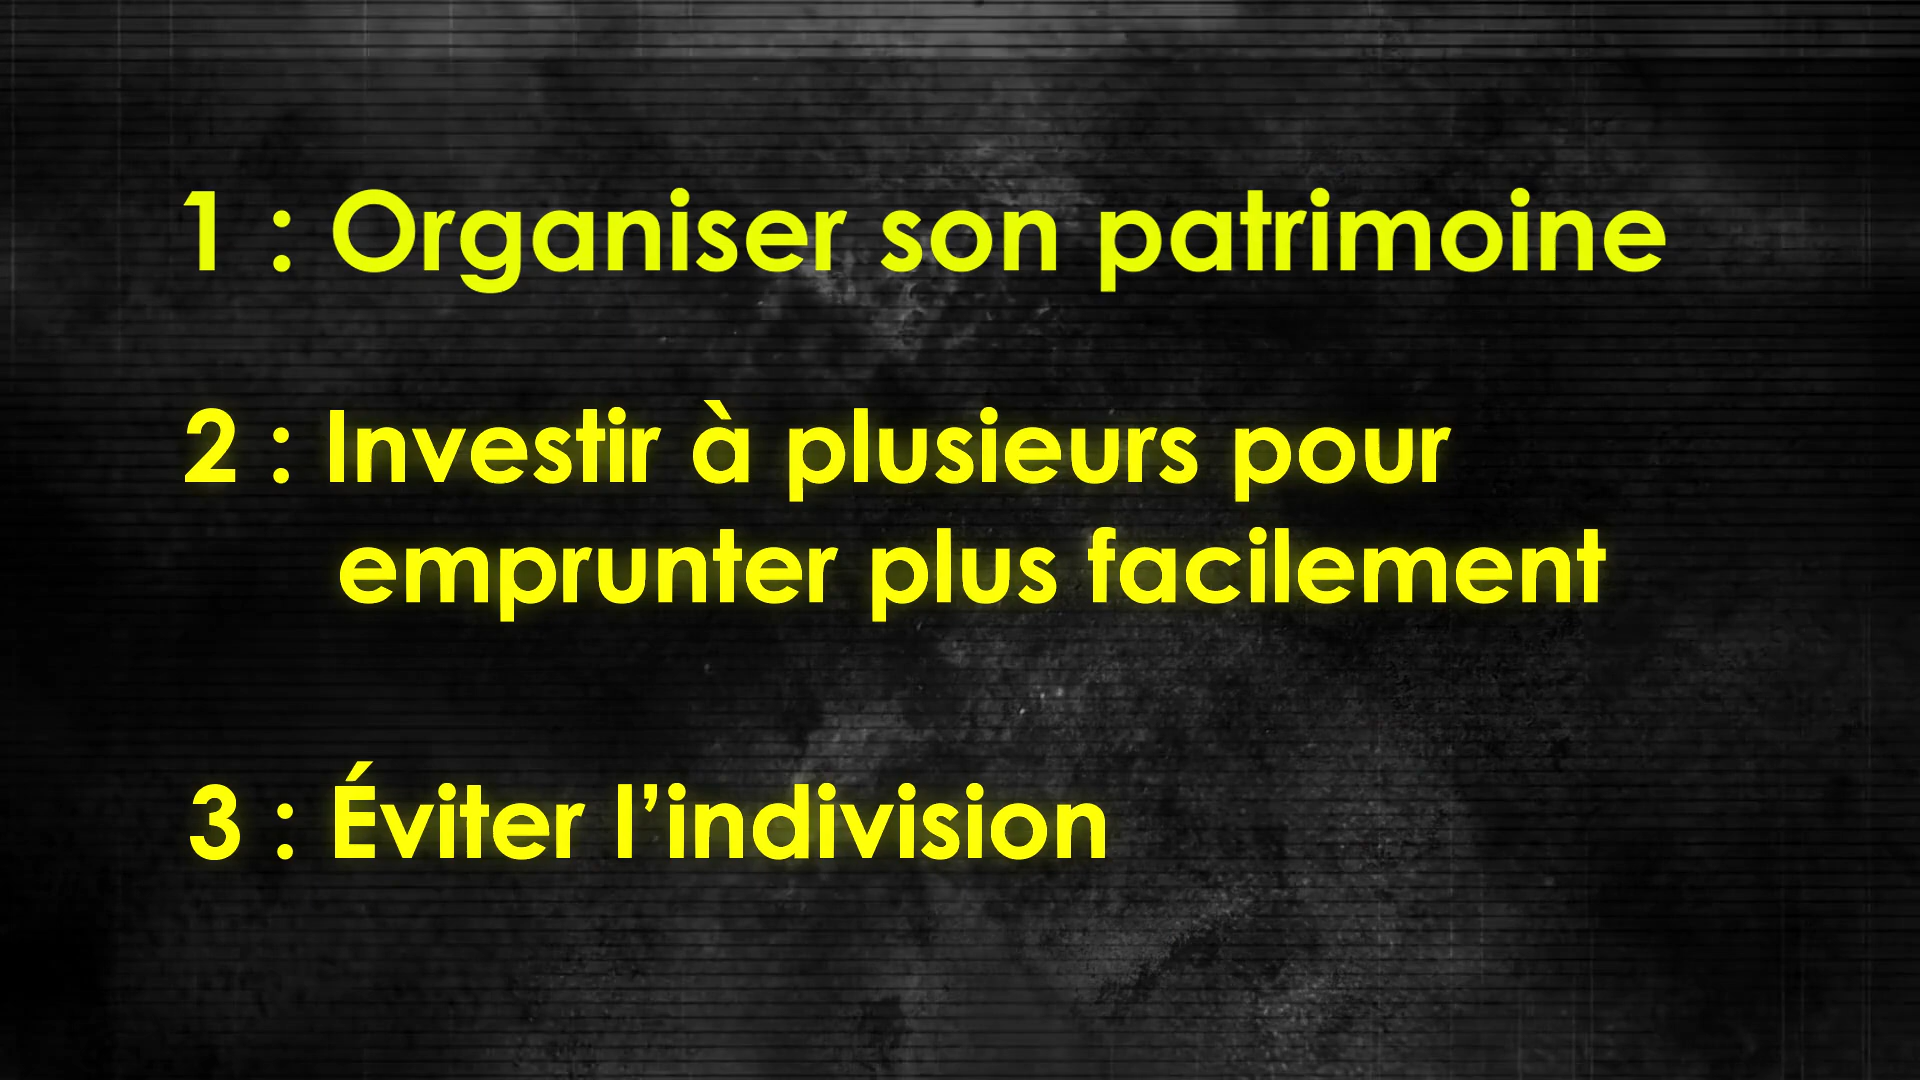 1 : Organiser son patrimoine
2 : Investir à plusieurs pour
emprunter plus facilement
3 : Éviter l’indivision